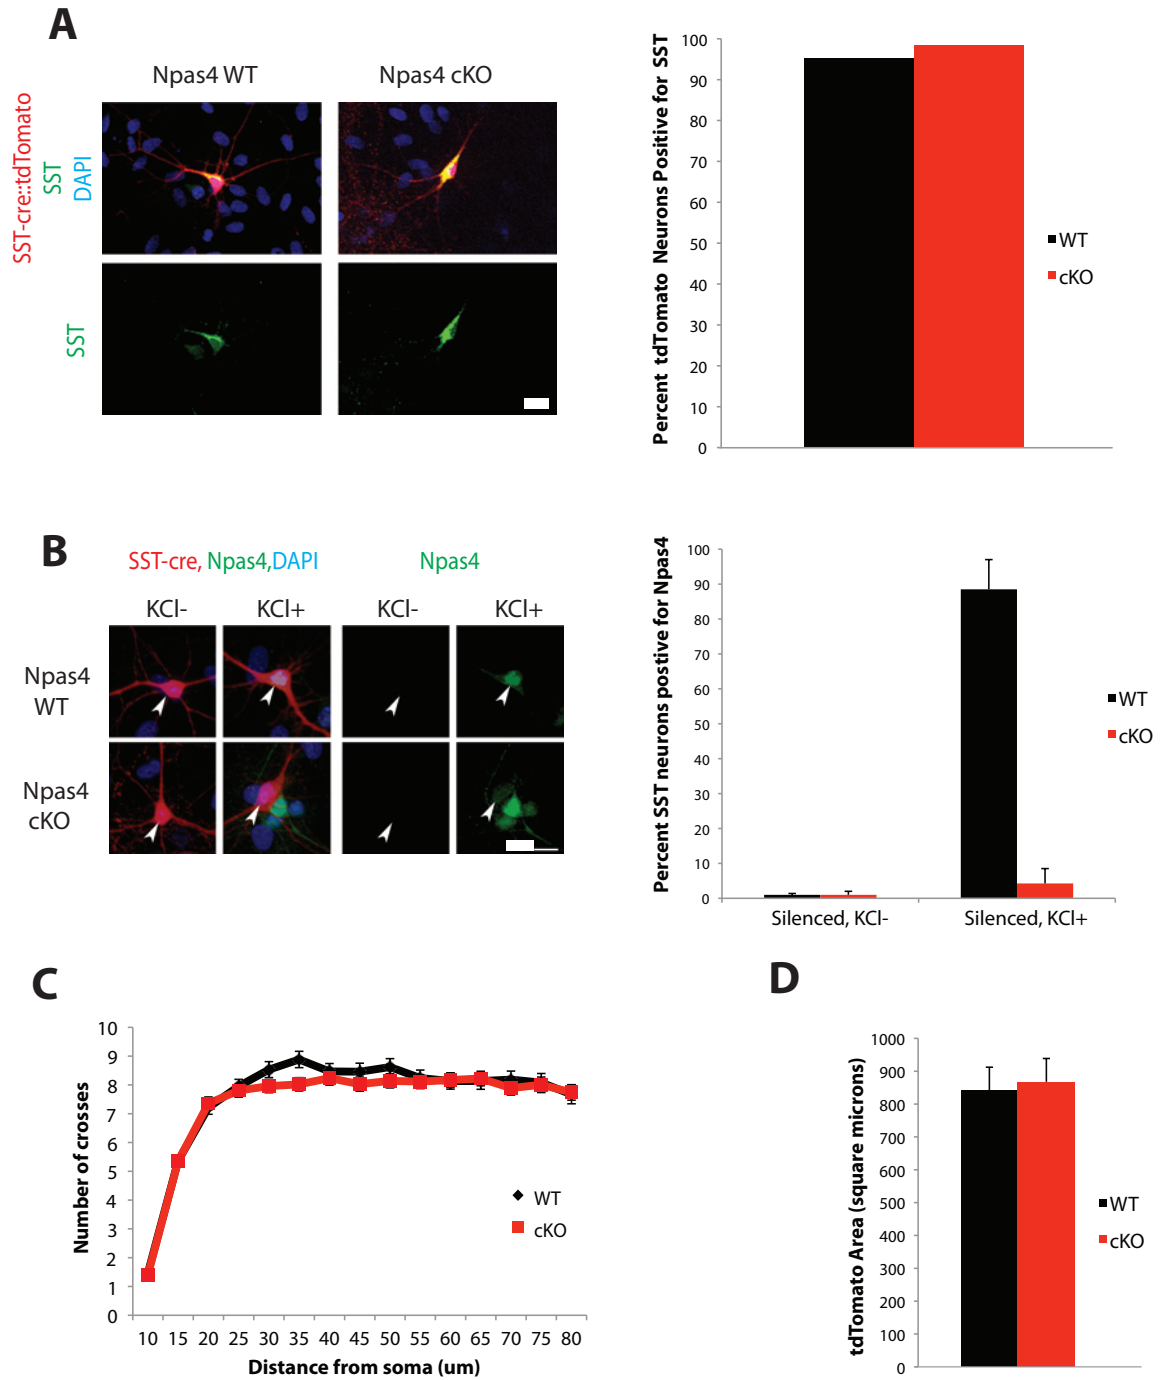 A
Npas4 WT
Npas4 cKO
SST-cre::tdTomato
SST
DAPI
SST
Percent tdTomato Neurons Positive for SST
100
90
80
70
60
50
40
30
20
10
0
WT
cKO
B
SST-cre, Npas4,DAPI
Npas4
KCl-
KCl+
KCl-
KCl+
Npas4
WT
Npas4
cKO
Percent SST neurons postive for Npas4
100
90
80
70
60
50
40
30
20
10
0
Silenced, KCl-
Silenced, KCl+
WT
cKO
C
Number of crosses
10
9
8
7
6
5
4
3
2
1
0
10 15 20 25 30 35 40 45 50 55 60 65 70 75 80
Distance from soma (um)
WT
cKO
D
tdTomato Area (square microns)
1000
900
800
700
600
500
400
300
200
100
0
WT
cKO